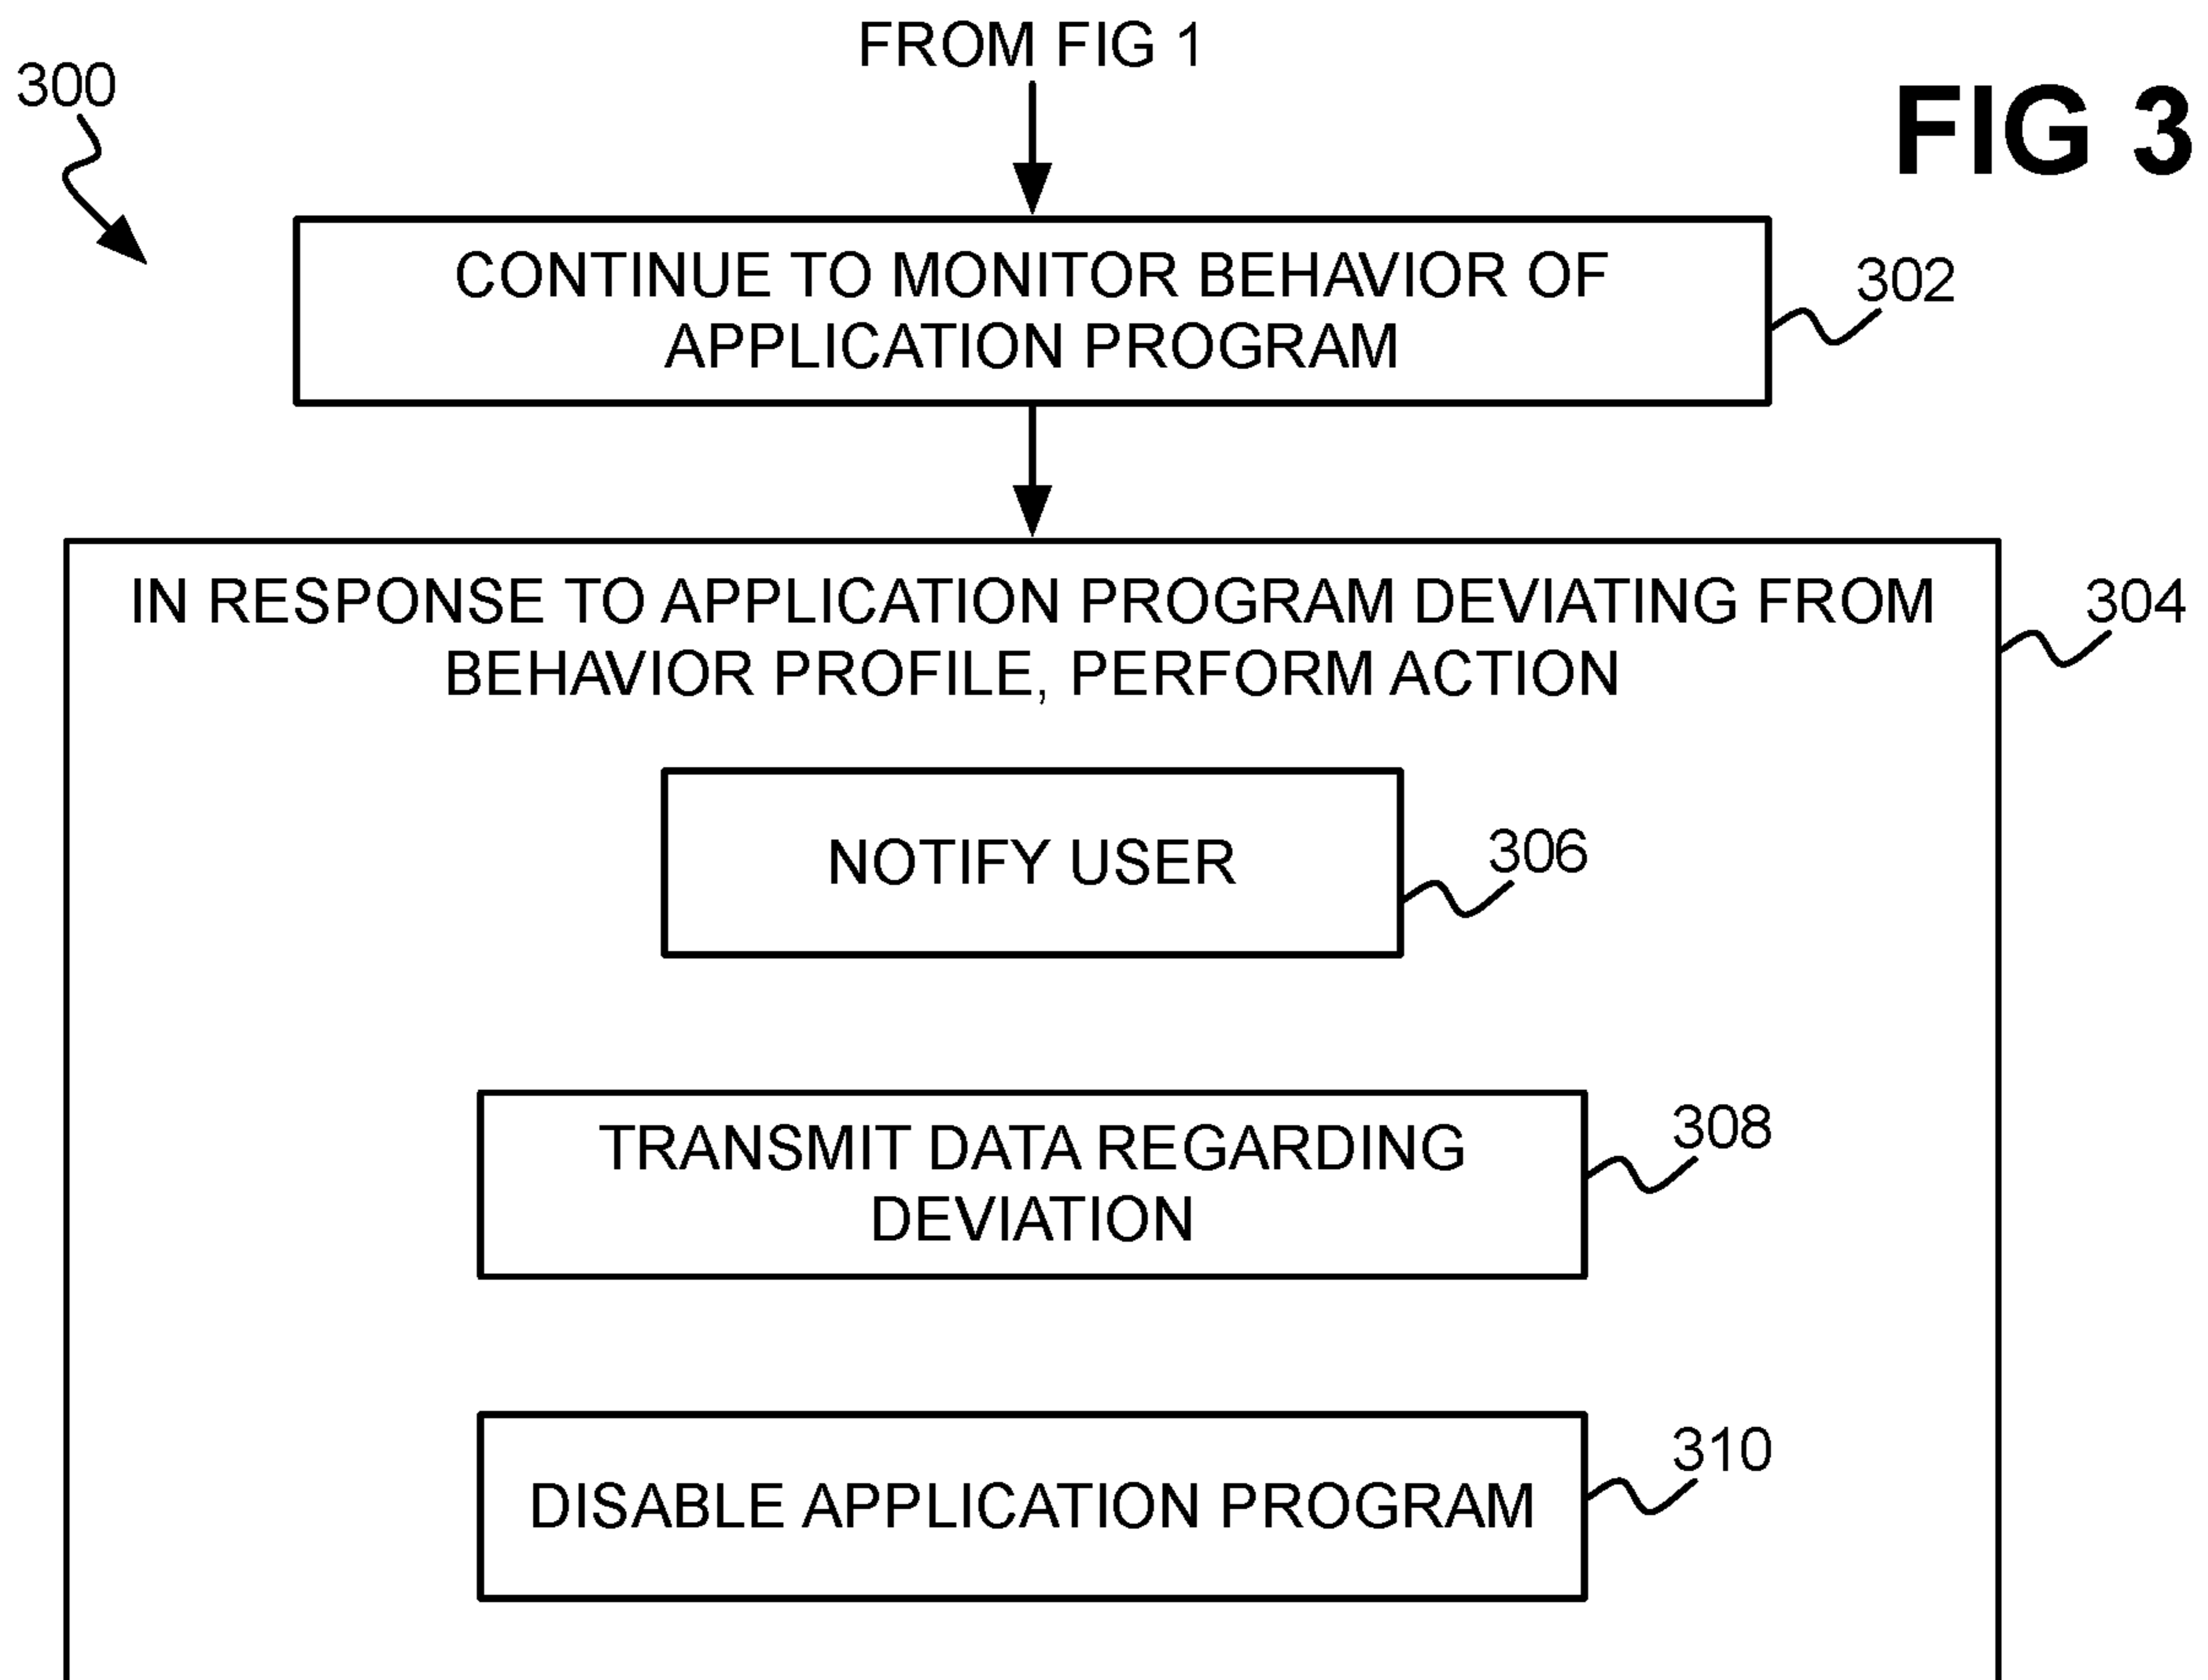 FROM FIG 1
300
FIG 3
CONTINUE TO MONITOR BEHAVIOR OF
APPLICATION PROGRAM
302
IN RESPONSE TO APPLICATION PROGRAM DEVIATING FROM
BEHAVIOR PROFILE, PERFORM ACTION
304
NOTIFY USER
306
TRANSMIT DATA REGARDING
DEVIATION
308
DISABLE APPLICATION PROGRAM
310